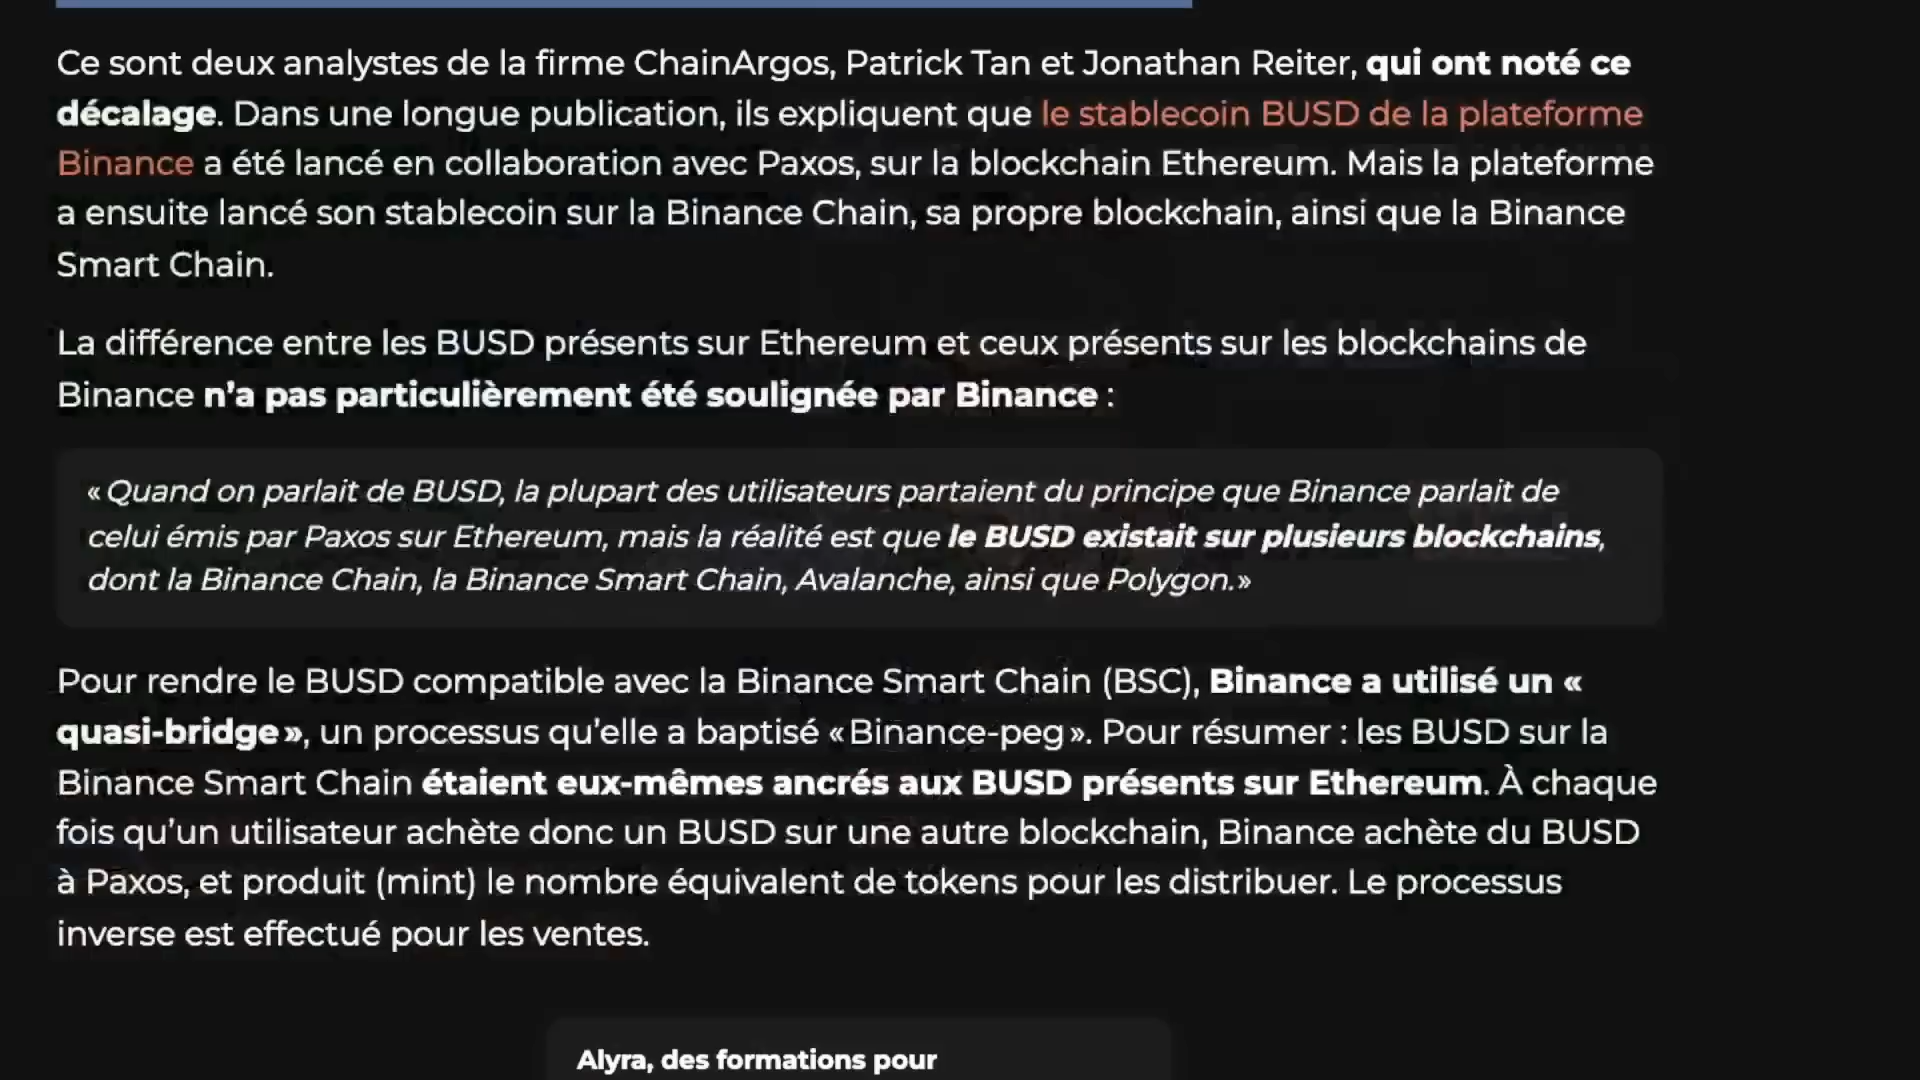 Ce sont deux analystes de la firme ChainArgos, Patrick Tan et Jonathan Reiter, qui ont noté ce
décalage. Dans une longue publication, ils expliquent que le stablecoin BUSD de la plateforme
Binance a été lancé en collaboration avec Paxos, sur la blockchain Ethereum. Mais la plateforme
a ensuite lancé son stablecoin sur la Binance Chain, sa propre blockchain, ainsi que la Binance
Smart Chain.
La différence entre les BUSD présents sur Ethereum et ceux présents sur les blockchains de
Binance n’a pas particulièrement été soulignée par Binance :
« Quand on parlait de BUSD, la plupart des utilisateurs partaient du principe que Binance parlait de
celui émis par Paxos sur Ethereum, mais la réalité est que le BUSD existait sur plusieurs blockchains,
dont la Binance Chain, la Binance Smart Chain, Avalanche, ainsi que Polygon.»
Pour rendre le BUSD compatible avec la Binance Smart Chain (BSC), Binance a utilisé un «
quasi-bridge», un processus qu’elle a baptisé «Binance-peg». Pour résumer : les BUSD sur la
Binance Smart Chain étaient eux-mêmes ancrés aux BUSD présents sur Ethereum. À chaque
fois qu’un utilisateur achète donc un BUSD sur une autre blockchain, Binance achète du BUSD
à Paxos, et produit (mint) le nombre équivalent de tokens pour les distribuer. Le processus
inverse est effectué pour les ventes.
Alyra, des formations pour